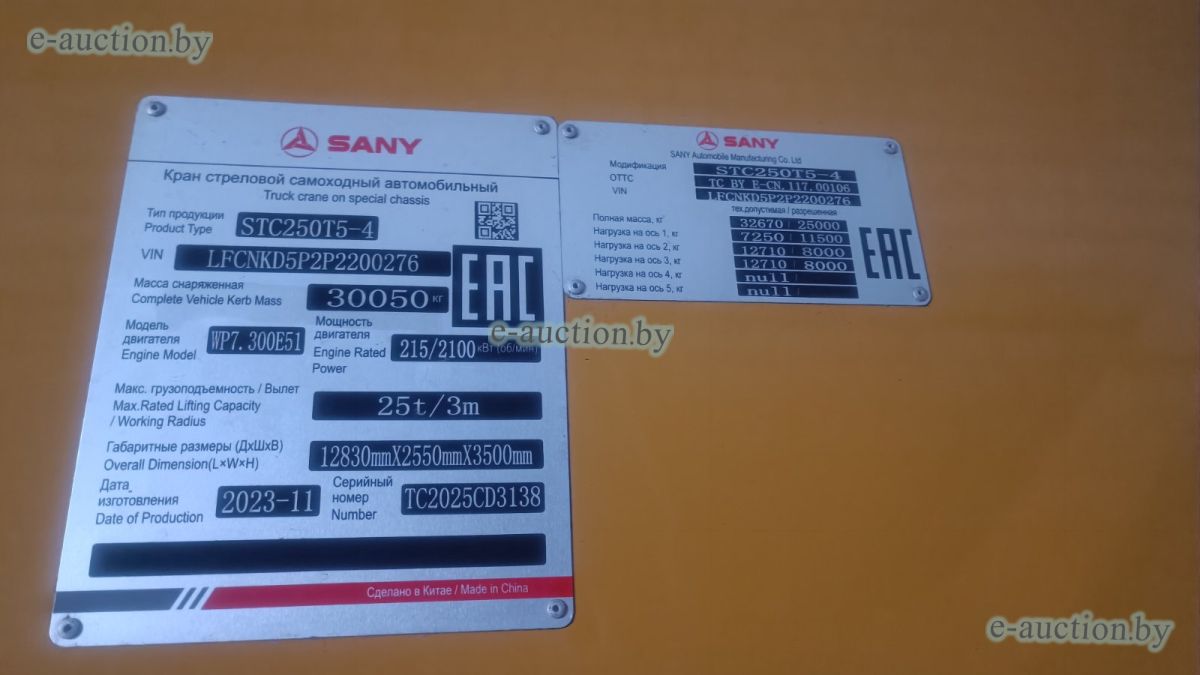 e-auction.by
SANY
Кран стреловой самоходный автомобильный
Truck crane on special chassis
Тип продукции
Product Type
STC250T5-4
VIN
LFCNKD5P2P2200276
Масса снаряженная
Complete Vehicle Kerb Mass
30050 кг
EAC
Модель двигателя
Engine Model
WP7.300E51
Мощность двигателя
Engine Rated Power
215/2100 кВт (об/мин)
Макс. грузоподъемность / Вылет
Max.Rated Lifting Capacity
/ Working Radius
25t/3m
Габаритные размеры (ДхШхВ)
Overall Dimension(L×W×H)
12830mmX2550mmX3500mm
Дата изготовления
Date of Production
2023-11
Серийный номер
Number
TC2025CD3138
Сделано в Китае / Made in China
SANY
SANY Automobile Manufacturing Co. Ltd
Модификация STC250T5-4
ОТТС TC BY E-CN.117.00106
VIN LFCNKD5P2P2200276
тех.допустимая / разрешенная
Полная масса, кг 32670 / 25000
Нагрузка на ось 1, кг 7250 / 11500
Нагрузка на ось 2, кг 12710 / 8000
Нагрузка на ось 3, кг 12710 / 8000
Нагрузка на ось 4, кг null /
Нагрузка на ось 5, кг null /
EAC
e-auction.by
e-auction.by